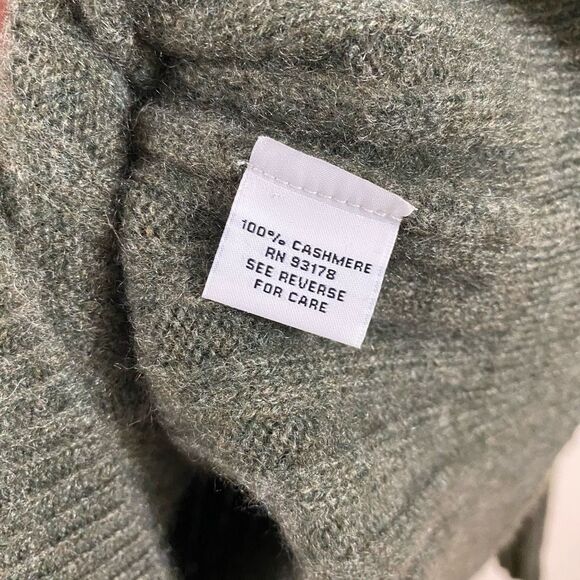 100% CASHMERE
RN 93178
SEE REVERSE
FOR CARE